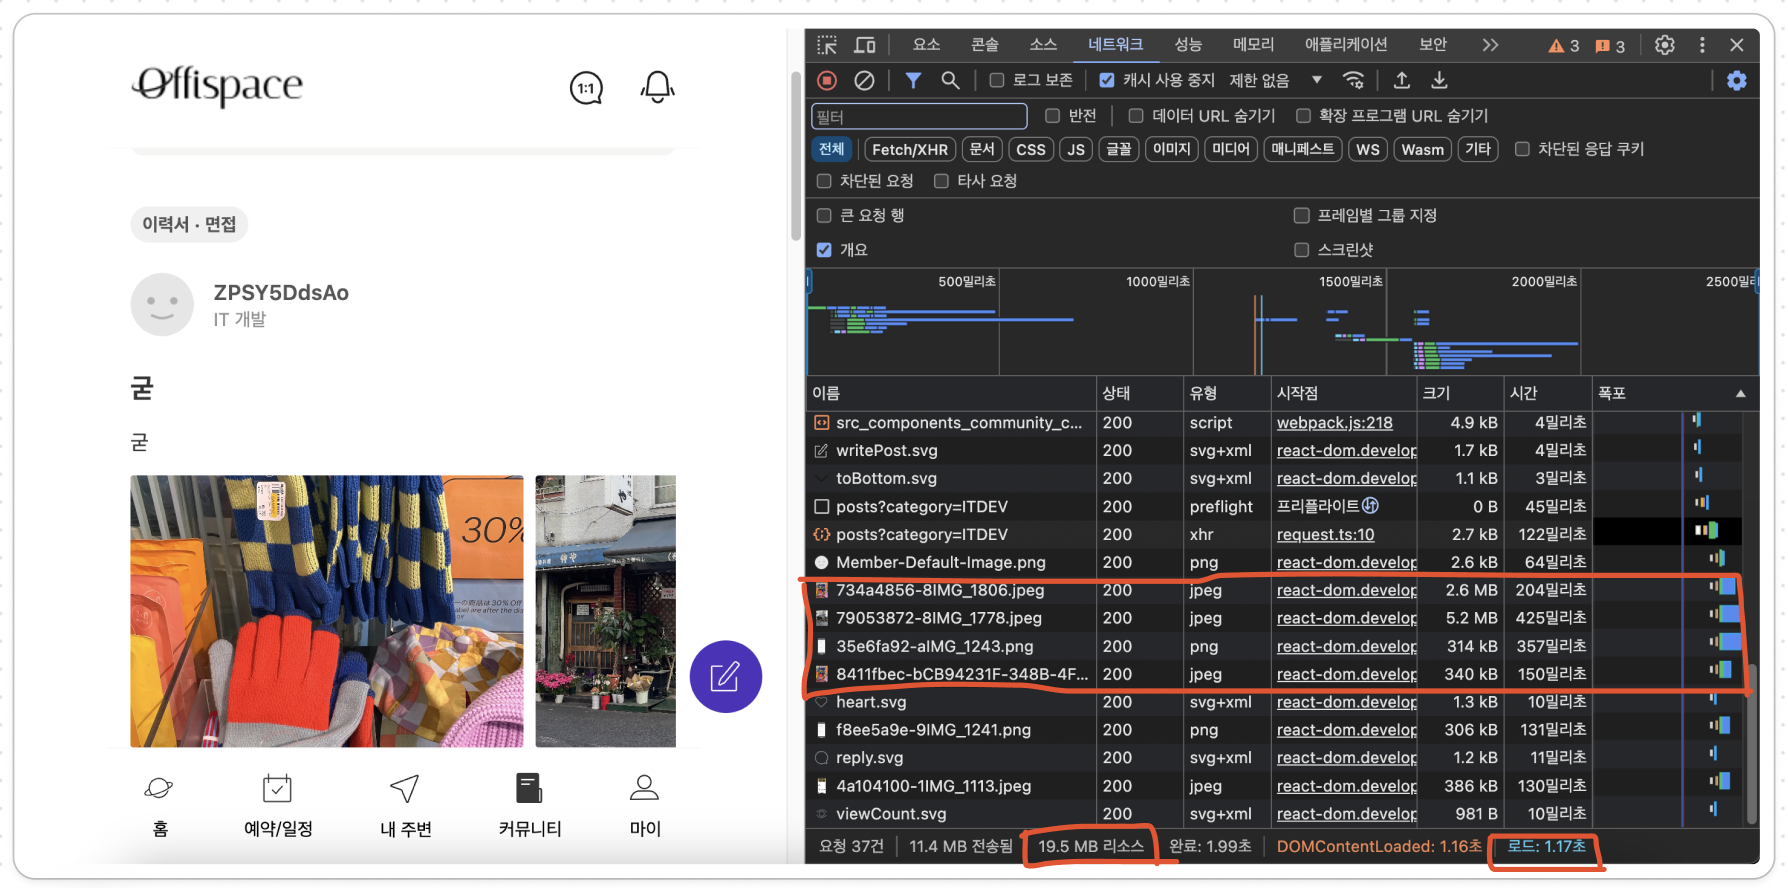 Offispace
1:1
이력서 · 면접
ZPSY5DdsAo
IT 개발
굳
굳
30%
홈
예약/일정
내 주변
커뮤니티
마이
요소 콘솔 소스 네트워크 성능 메모리 애플리케이션 보안 3 3
로그 보존 캐시 사용 중지 제한 없음
필터 반전 데이터 URL 숨기기 확장 프로그램 URL 숨기기
전체 Fetch/XHR 문서 CSS JS 글꼴 이미지 미디어 매니페스트 WS Wasm 기타 차단된 응답 쿠키
차단된 요청 타사 요청
큰 요청 행 프레임별 그룹 지정
개요 스크린샷
500밀리초 1000밀리초 1500밀리초 2000밀리초 2500밀리초
이름 상태 유형 시작점 크기 시간 폭포
src_components_community_c... 200 script webpack.js:218 4.9 kB 4밀리초
writePost.svg 200 svg+xml react-dom.develop 1.7 kB 4밀리초
toBottom.svg 200 svg+xml react-dom.develop 1.1 kB 3밀리초
posts?category=ITDEV 200 preflight 프리플라이트 0 B 45밀리초
posts?category=ITDEV 200 xhr request.ts:10 2.7 kB 122밀리초
Member-Default-Image.png 200 png react-dom.develop 2.6 kB 64밀리초
734a4856-8IMG_1806.jpeg 200 jpeg react-dom.develop 2.6 MB 204밀리초
79053872-8IMG_1778.jpeg 200 jpeg react-dom.develop 5.2 MB 425밀리초
35e6fa92-aIMG_1243.png 200 png react-dom.develop 314 kB 357밀리초
8411fbec-bCB94231F-348B-4F... 200 jpeg react-dom.develop 340 kB 150밀리초
heart.svg 200 svg+xml react-dom.develop 1.3 kB 10밀리초
f8ee5a9e-9IMG_1241.png 200 png react-dom.develop 306 kB 131밀리초
reply.svg 200 svg+xml react-dom.develop 1.2 kB 11밀리초
4a104100-1IMG_1113.jpeg 200 jpeg react-dom.develop 386 kB 130밀리초
viewCount.svg 200 svg+xml react-dom.develop 981 B 10밀리초
요청 37건 11.4 MB 전송됨 19.5 MB 리소스 완료: 1.99초 DOMContentLoaded: 1.16초 로드: 1.17초